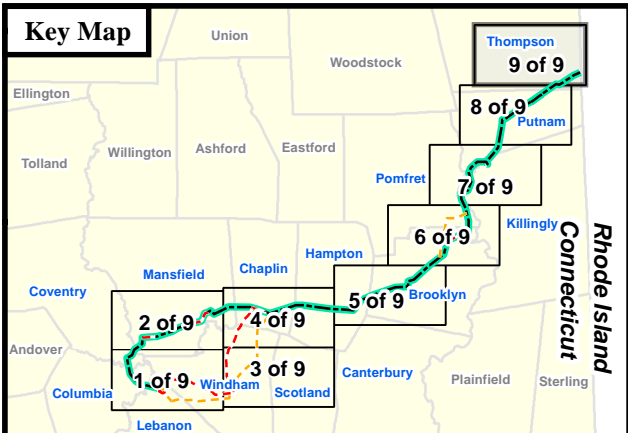 Key Map
Union
Woodstock
Thompson
9 of 9
Ellington
8 of 9
Putnam
Tolland
Willington
Ashford
Eastford
Pomfret
7 of 9
6 of 9
Killingly
Rhode Island
Connecticut
Hampton
Chaplin
Mansfield
Coventry
5 of 9
Brooklyn
2 of 9
4 of 9
Andover
1 of 9
Windham
3 of 9
Canterbury
Plainfield
Sterling
Columbia
Scotland
Lebanon